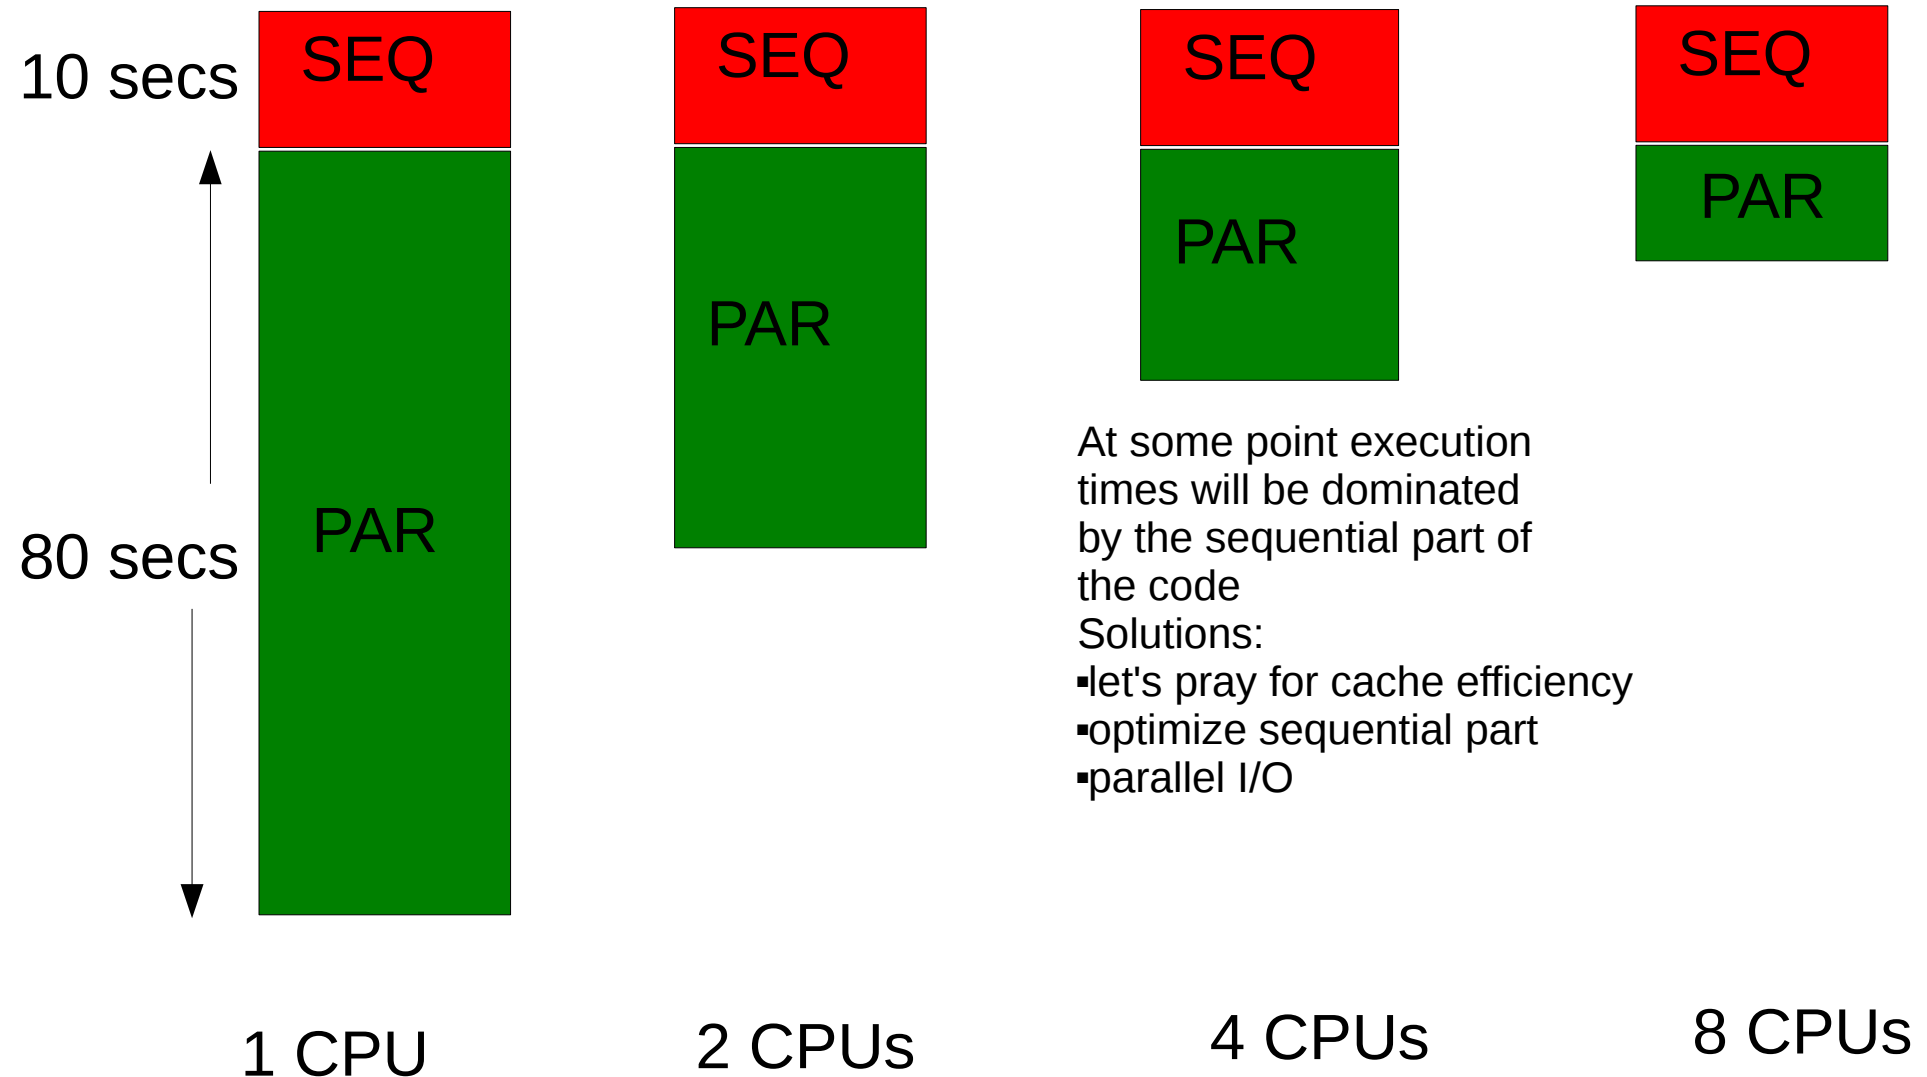 10 secs
SEQ
SEQ
SEQ
SEQ
80 secs
PAR
PAR
PAR
PAR
At some point execution
times will be dominated
by the sequential part of
the code
Solutions:
▪let's pray for cache efficiency
▪optimize sequential part
▪parallel I/O
1 CPU
2 CPUs
4 CPUs
8 CPUs